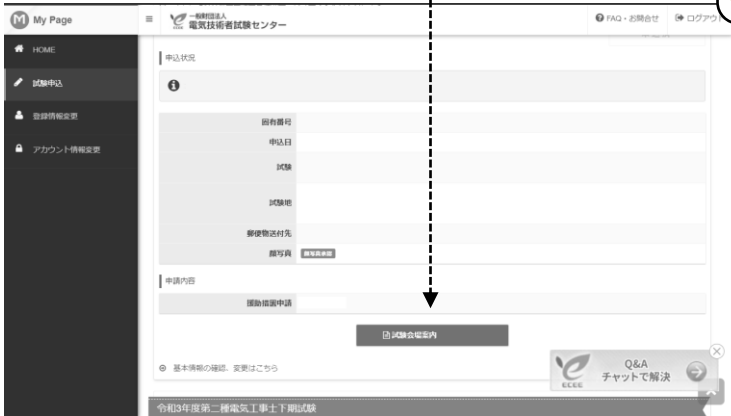 My Page
一般財団法人
電気技術者試験センター
FAQ・お問合せ
ログアウト
HOME
試験申込
登録情報変更
アカウント情報変更
申込状況
固有番号
申込日
試験
試験地
郵便物送付先
顔写真
申請内容
援助措置申請
試験会場案内
基本情報の確認、変更はこちら
Q&A
チャットで解決
ECEE
令和3年度第二種電気工事士下期試験